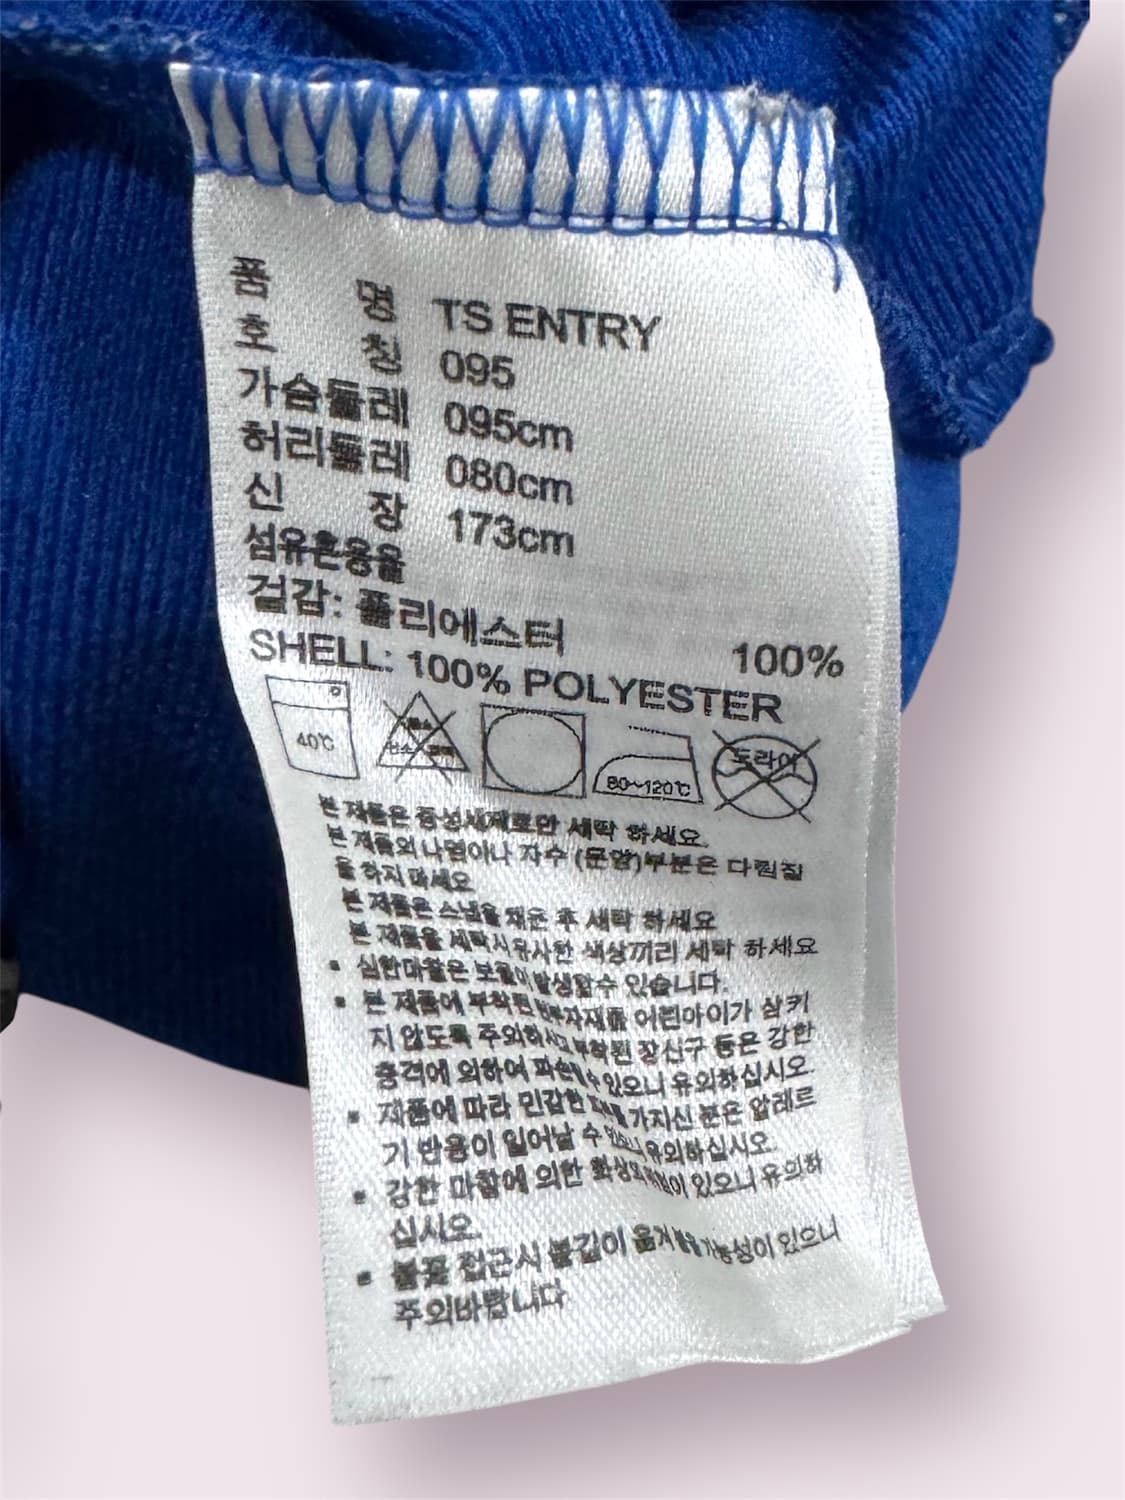 품 명 TS ENTRY
호 칭 095
가슴둘레 095cm
허리둘레 080cm
신 장 173cm
섬유혼용율
겉감: 폴리에스터 100%
SHELL: 100% POLYESTER
40℃
염소
표백
80~120℃
드라이
본 제품은 중성세제로만 세탁 하세요.
본 제품의 나염이나 자수 (문양)부분은 다림질
을 하지 마세요
본 제품은 스냅을 채운 후 세탁 하세요
본 제품을 세탁시 유사한 색상끼리 세탁 하세요
▪ 심한마찰은 보풀이 발생할수 있습니다.
▪ 본 제품에 부착된 부자재를 어린아이가 삼키
지 않도록 주의하시고 부착된 장신구 등은 강한
충격에 의하여 파손될 수 있으니 유의하십시오.
▪ 제품에 따라 민감한 피부를 가지신 분은 알레르
기 반응이 일어날 수 있으니 유의하십시오.
▪ 강한 마찰에 의한 화상의 위험이 있으니 유의하
십시오.
▪ 불꽃 접근시 불길이 옮겨 붙을 가능성이 있으니
주의바랍니다